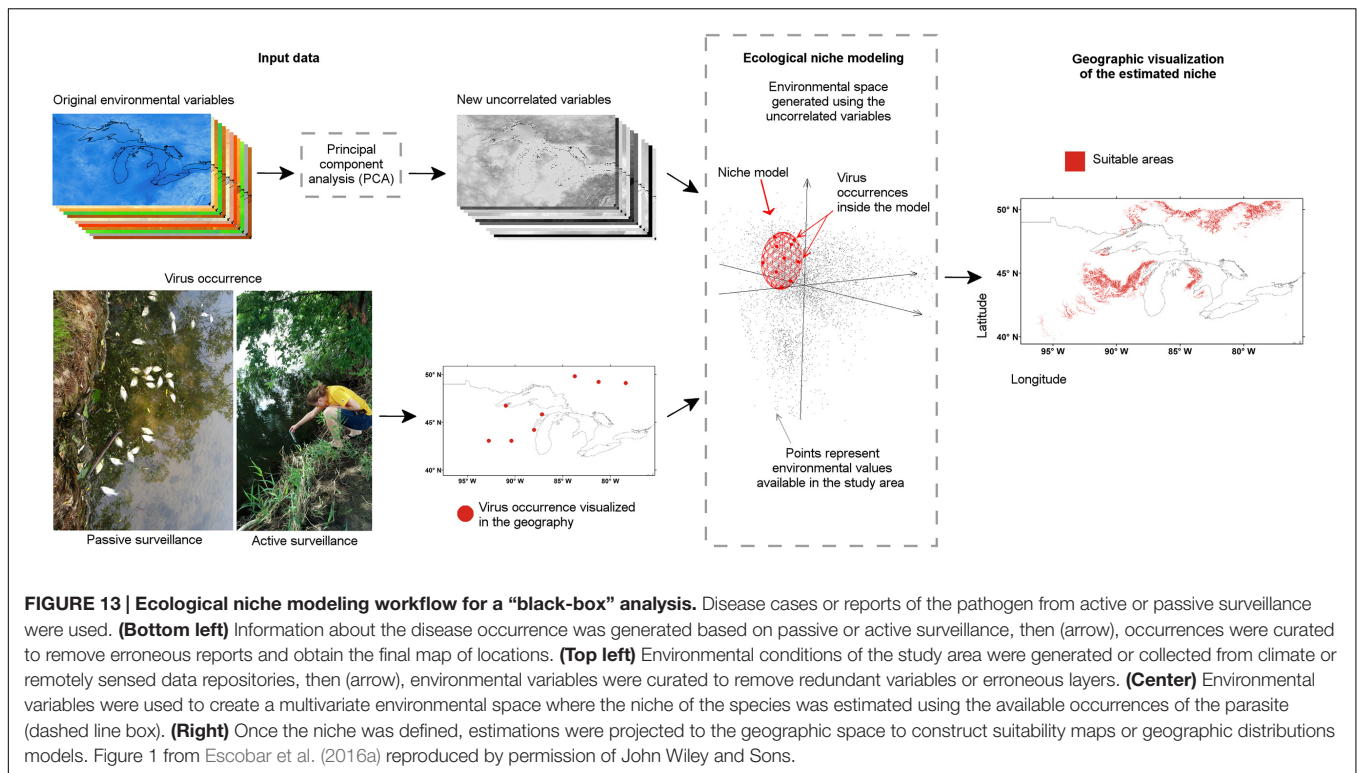 Input data
Original environmental variables
Principal
component
analysis (PCA)
New uncorrelated variables
Virus occurrence
Passive surveillance
Active surveillance
50° N
45° N
40° N
95° W
90° W
85° W
80° W
Virus occurrence visualized
in the geography
Ecological niche modeling
Environmental space
generated using the
uncorrelated variables
Niche model
Virus
occurrences
inside the model
Points represent
environmental values
available in the study area
Geographic visualization
of the estimated niche
Suitable areas
50° N
45° N
40° N
Latitude
95° W
90° W
85° W
80° W
Longitude
FIGURE 13 | Ecological niche modeling workflow for a “black-box” analysis. Disease cases or reports of the pathogen from active or passive surveillance
were used. (Bottom left) Information about the disease occurrence was generated based on passive or active surveillance, then (arrow), occurrences were curated
to remove erroneous reports and obtain the final map of locations. (Top left) Environmental conditions of the study area were generated or collected from climate or
remotely sensed data repositories, then (arrow), environmental variables were curated to remove redundant variables or erroneous layers. (Center) Environmental
variables were used to create a multivariate environmental space where the niche of the species was estimated using the available occurrences of the parasite
(dashed line box). (Right) Once the niche was defined, estimations were projected to the geographic space to construct suitability maps or geographic distributions
models. Figure 1 from Escobar et al. (2016a) reproduced by permission of John Wiley and Sons.